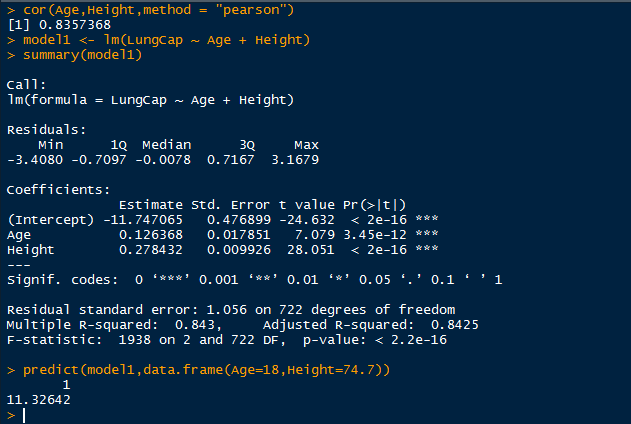 > cor(Age,Height,method = "pearson")
[1] 0.8357368
> model1 <- lm(LungCap ~ Age + Height)
> summary(model1)
Call:
lm(formula = LungCap ~ Age + Height)
Residuals:
    Min      1Q  Median      3Q     Max
-3.4080 -0.7097 -0.0078  0.7167  3.1679
Coefficients:
              Estimate Std. Error t value Pr(>|t|)
(Intercept) -11.747065   0.476899 -24.632  < 2e-16 ***
Age           0.126368   0.017851   7.079 3.45e-12 ***
Height        0.278432   0.009926  28.051  < 2e-16 ***
---
Signif. codes:  0 ‘***’ 0.001 ‘**’ 0.01 ‘*’ 0.05 ‘.’ 0.1 ‘ ’ 1
Residual standard error: 1.056 on 722 degrees of freedom
Multiple R-squared:  0.843,     Adjusted R-squared:  0.8425
F-statistic:  1938 on 2 and 722 DF,  p-value: < 2.2e-16
> predict(model1,data.frame(Age=18,Height=74.7))
       1
11.32642
>